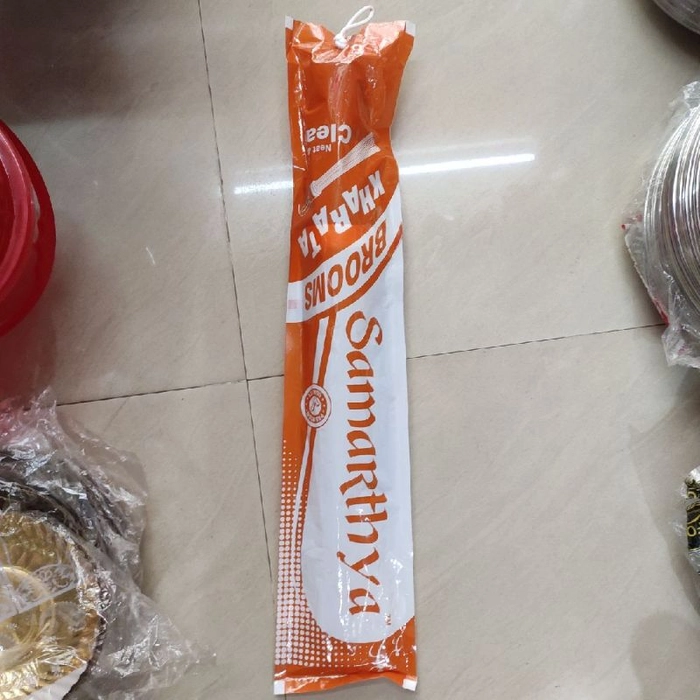 Samarthya
BROOMS
KHARATA
Neat &
Clea